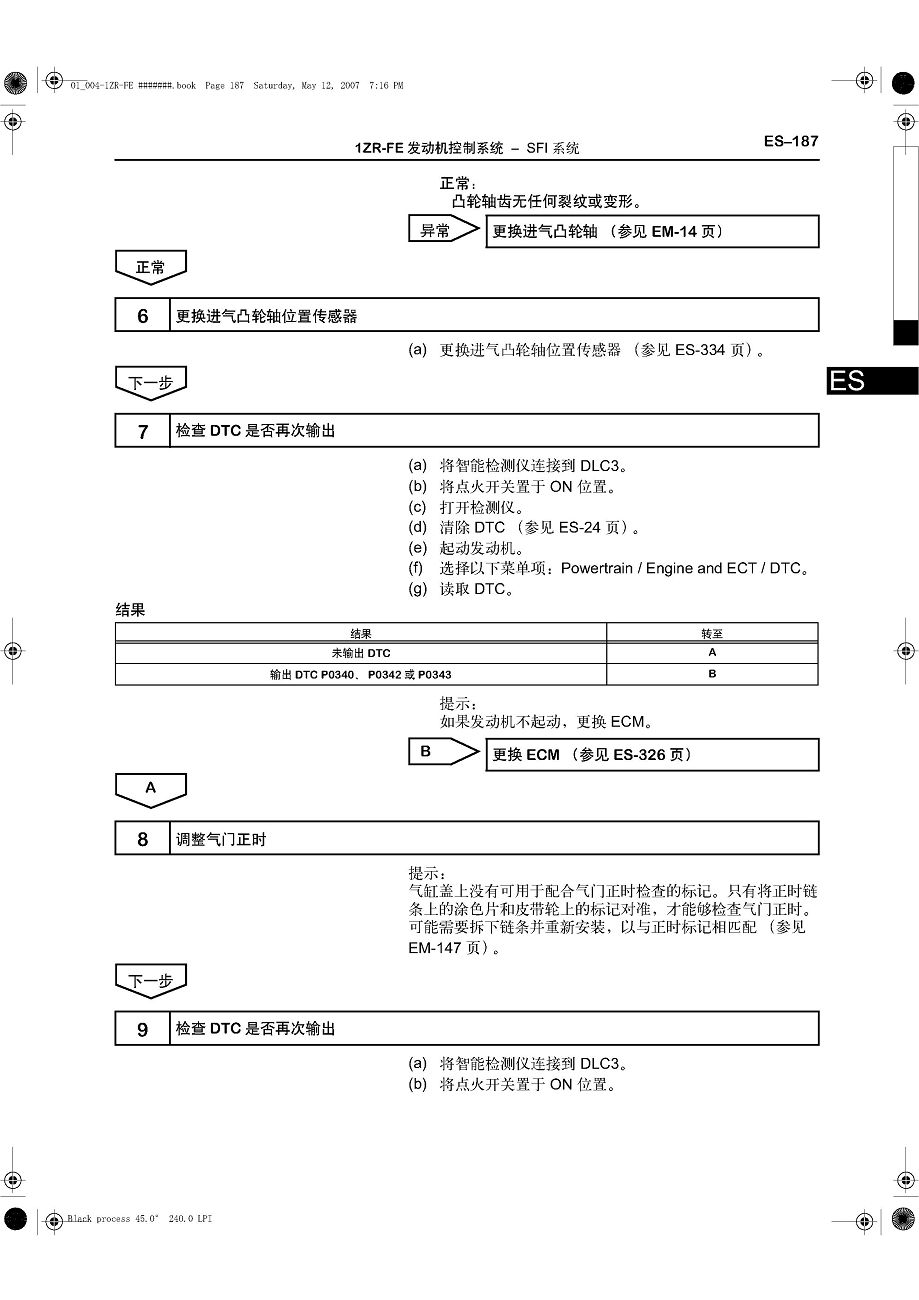 01_004-1ZR-FE #######.book Page 187 Saturday, May 12, 2007 7:16 PM
1ZR-FE 发动机控制系统 – SFI 系统
ES–187
正常：
凸轮轴齿无任何裂纹或变形。
异常
更换进气凸轮轴 （参见 EM-14 页）
正常
6 更换进气凸轮轴位置传感器
(a) 更换进气凸轮轴位置传感器 （参见 ES-334 页）。
下一步
ES
7 检查 DTC 是否再次输出
(a) 将智能检测仪连接到 DLC3。
(b) 将点火开关置于 ON 位置。
(c) 打开检测仪。
(d) 清除 DTC （参见 ES-24 页）。
(e) 起动发动机。
(f) 选择以下菜单项：Powertrain / Engine and ECT / DTC。
(g) 读取 DTC。
结果
结果 转至
未输出 DTC A
输出 DTC P0340、 P0342 或 P0343 B
提示：
如果发动机不起动，更换 ECM。
B
更换 ECM （参见 ES-326 页）
A
8 调整气门正时
提示：
气缸盖上没有可用于配合气门正时检查的标记。只有将正时链
条上的涂色片和皮带轮上的标记对准，才能够检查气门正时。
可能需要拆下链条并重新安装，以与正时标记相匹配 （参见
EM-147 页）。
下一步
9 检查 DTC 是否再次输出
(a) 将智能检测仪连接到 DLC3。
(b) 将点火开关置于 ON 位置。
Black process 45.0° 240.0 LPI